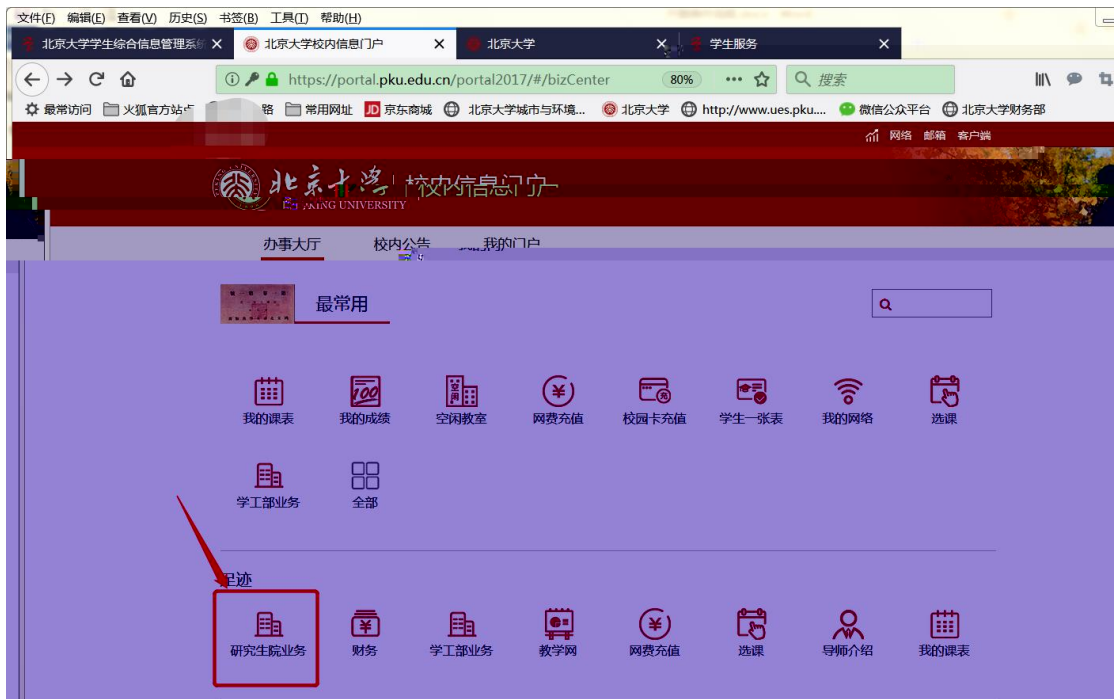 文件(F) 编辑(E) 查看(V) 历史(S) 书签(B) 工具(T) 帮助(H)
北京大学学生综合信息管理系统 北京大学校内信息门户 北京大学 学生服务
https://portal.pku.edu.cn/portal2017/#/bizCenter 80% 搜索
最常访问 火狐官方站点 常用网址 JD 京东商城 北京大学城市与环境... 北京大学 http://www.ues.pku.... 微信公众平台 北京大学财务部
网络 邮箱 客户端
北京大学 校内信息门户
PEKING UNIVERSITY
办事大厅 校内公告 我的门户
最常用
我的课表 我的成绩 空闲教室 网费充值 校园卡充值 学生一张表 我的网络 选课
学工部业务 全部
足迹
研究生院业务 财务 学工部业务 教学网 网费充值 选课 导师介绍 我的课表